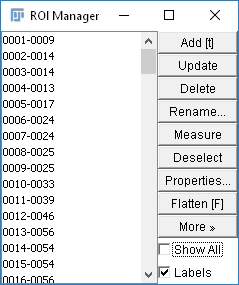 ROI Manager
0001-0009
0002-0014
0003-0014
0004-0013
0005-0017
0006-0024
0007-0024
0008-0025
0009-0025
0010-0033
0011-0039
0012-0046
0013-0056
0014-0054
0015-0054
0016-0056
Add [t]
Update
Delete
Rename...
Measure
Deselect
Properties...
Flatten [F]
More »
Show All
Labels